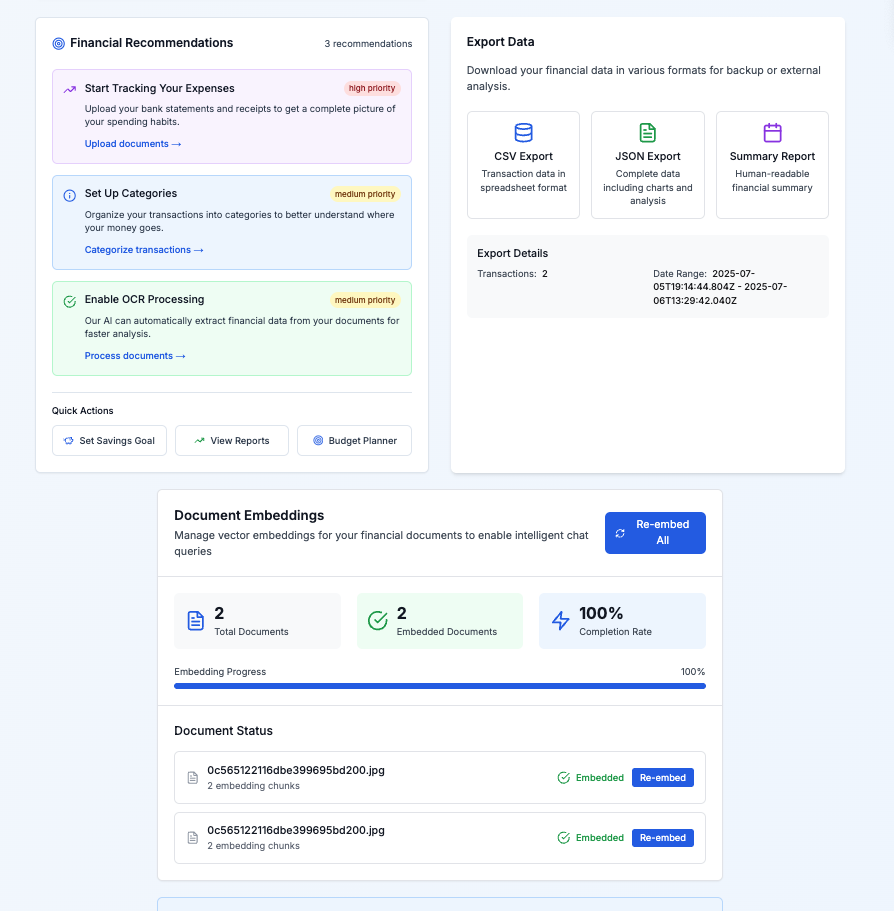 Financial Recommendations
3 recommendations
Start Tracking Your Expenses
high priority
Upload your bank statements and receipts to get a complete picture of
your spending habits.
Upload documents →
Set Up Categories
medium priority
Organize your transactions into categories to better understand where
your money goes.
Categorize transactions →
Enable OCR Processing
medium priority
Our AI can automatically extract financial data from your documents for
faster analysis.
Process documents →
Quick Actions
Set Savings Goal
View Reports
Budget Planner
Export Data
Download your financial data in various formats for backup or external
analysis.
CSV Export
Transaction data in
spreadsheet format
JSON Export
Complete data
including charts and
analysis
Summary Report
Human-readable
financial summary
Export Details
Transactions: 2
Date Range: 2025-07-
05T19:14:44.804Z - 2025-07-
06T13:29:42.040Z
Document Embeddings
Manage vector embeddings for your financial documents to enable intelligent chat
queries
Re-embed
All
2
Total Documents
2
Embedded Documents
100%
Completion Rate
Embedding Progress
100%
Document Status
0c565122116dbe399695bd200.jpg
2 embedding chunks
Embedded
Re-embed
0c565122116dbe399695bd200.jpg
2 embedding chunks
Embedded
Re-embed